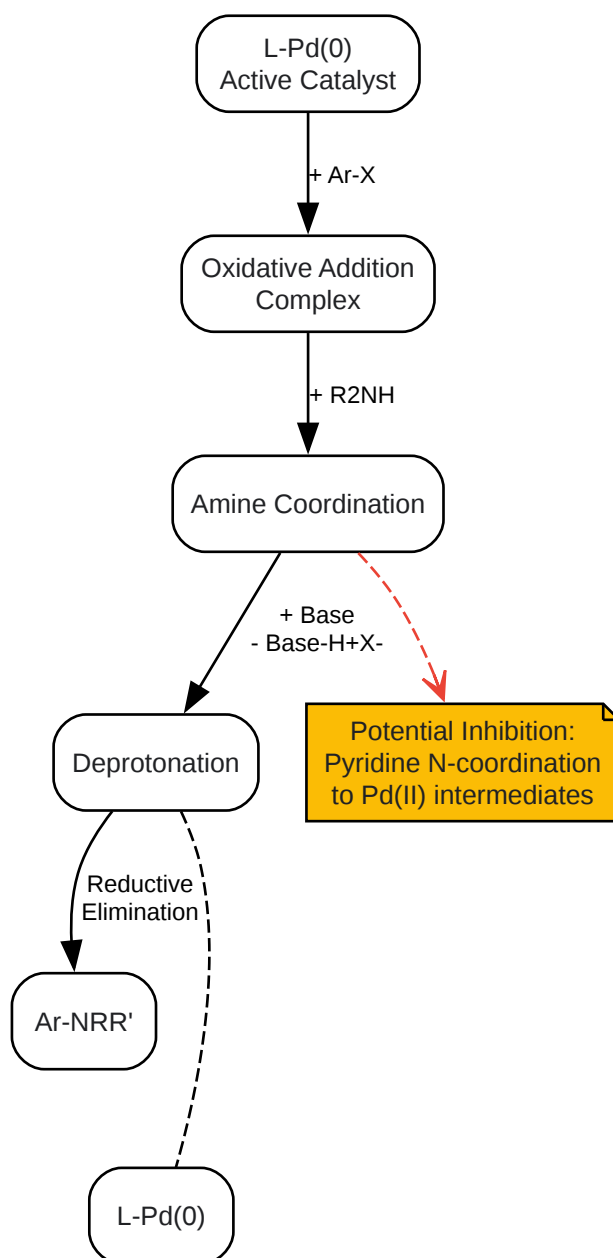 L-Pd(0)
Active Catalyst
+ Ar-X
Oxidative Addition
Complex
+ R2NH
Amine Coordination
+ Base
- Base-H+X-
Deprotonation
Potential Inhibition:
Pyridine N-coordination
to Pd(II) intermediates
Reductive
Elimination
Ar-NRR'
L-Pd(0)